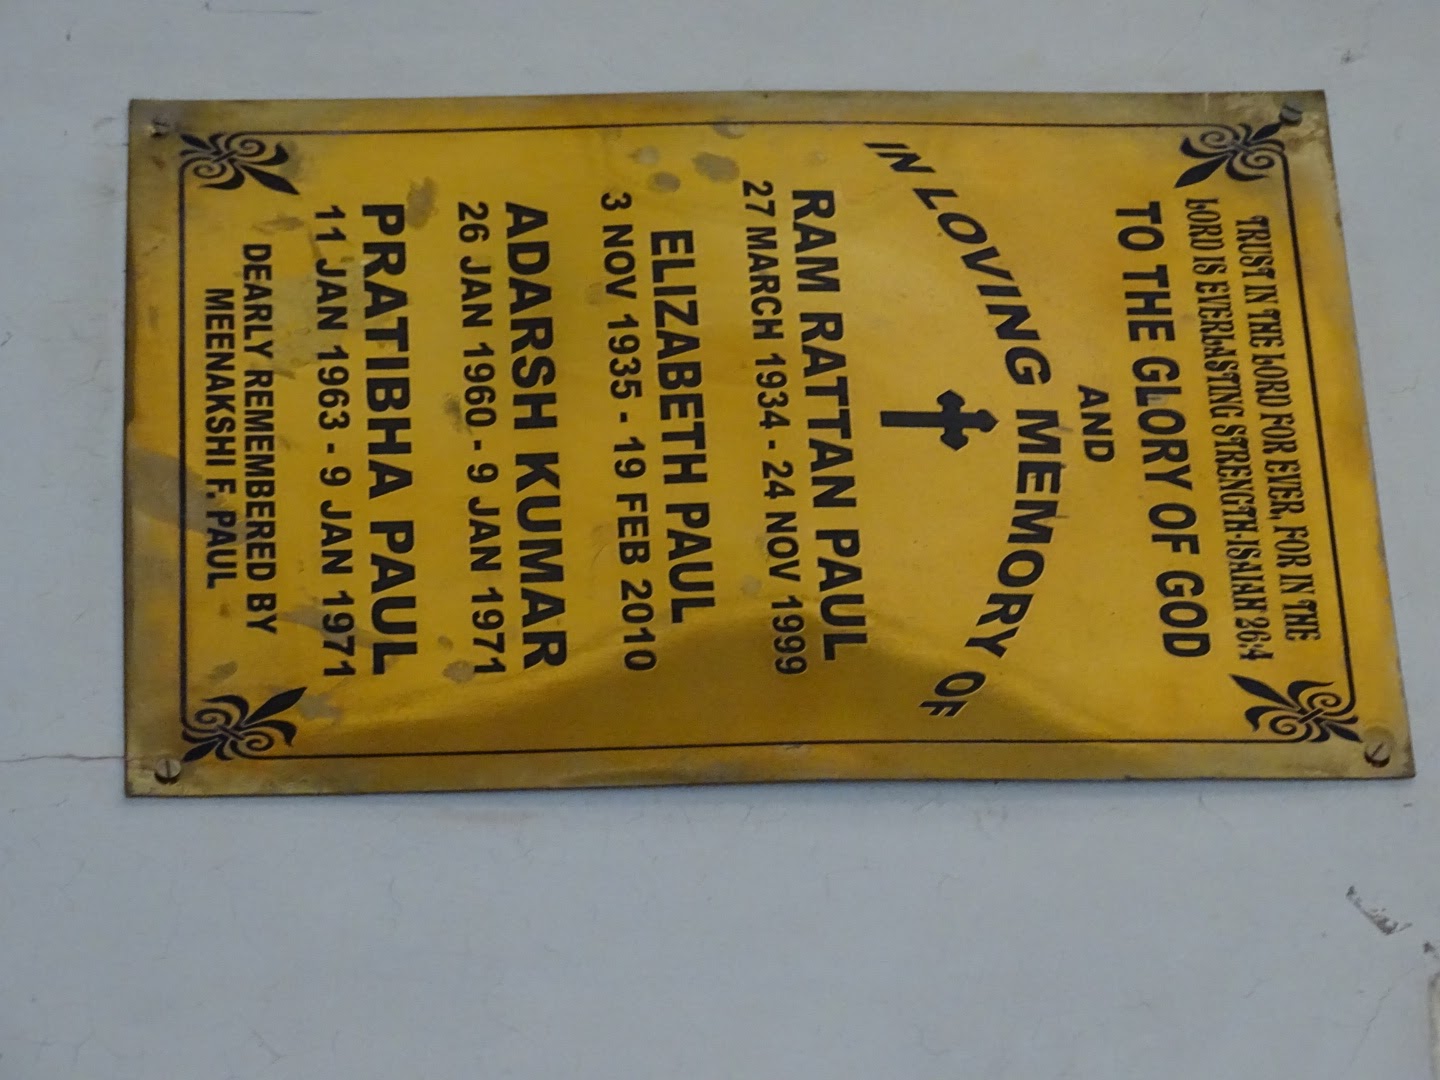 TRUST IN THE LORD FOR EVER, FOR IN THE
LORD IS EVERLASTING STRENGTH-ISAIAH 26:4
TO THE GLORY OF GOD
AND
IN LOVING MEMORY OF
RAM RATTAN PAUL
27 MARCH 1934 - 24 NOV 1999
ELIZABETH PAUL
3 NOV 1935 - 19 FEB 2010
ADARSH KUMAR
26 JAN 1960 - 9 JAN 1971
PRATIBHA PAUL
11 JAN 1963 - 9 JAN 1971
DEARLY REMEMBERED BY
MEENAKSHI F. PAUL